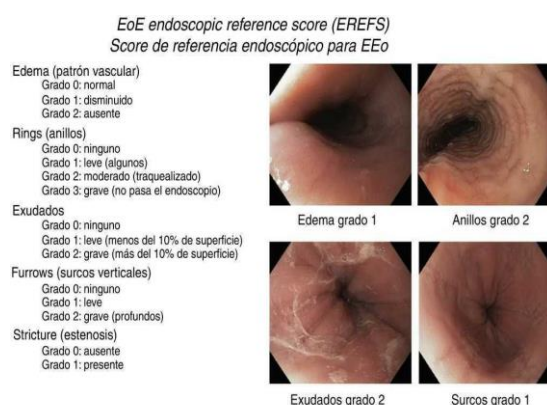 EoE endoscopic reference score (EREFS)
Score de referencia endoscópico para EEo
Edema (patrón vascular)
Grado 0: normal
Grado 1: disminuido
Grado 2: ausente
Rings (anillos)
Grado 0: ninguno
Grado 1: leve (algunos)
Grado 2: moderado (traquealizado)
Grado 3: grave (no pasa el endoscopio)
Exudados
Grado 0: ninguno
Grado 1: leve (menos del 10% de superficie)
Grado 2: grave (más del 10% de superficie)
Furrows (surcos verticales)
Grado 0: ninguno
Grado 1: leve
Grado 2: grave (profundos)
Stricture (estenosis)
Grado 0: ausente
Grado 1: presente
Edema grado 1
Anillos grado 2
Exudados grado 2
Surcos grado 1